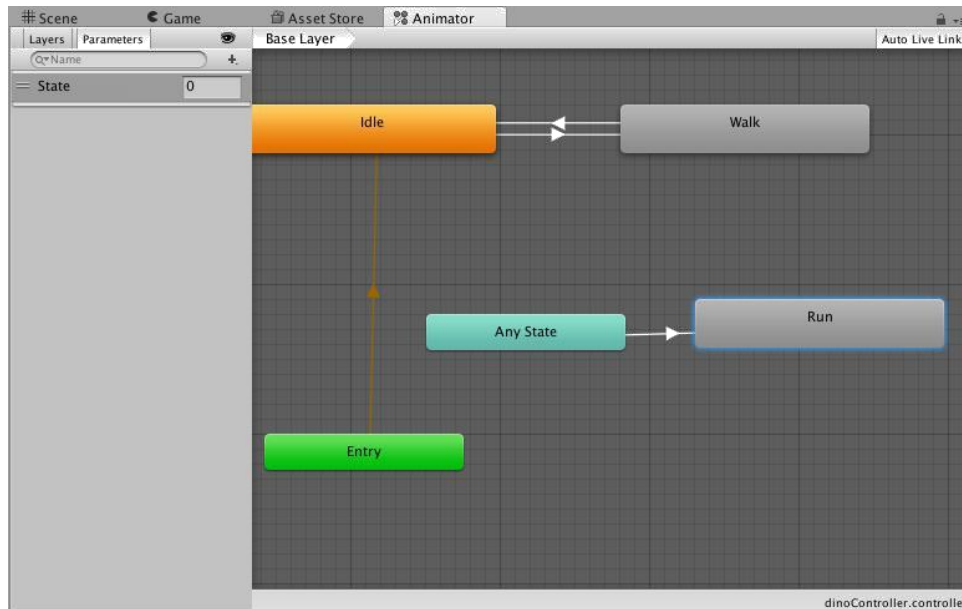 Scene Game Asset Store Animator
Layers Parameters Base Layer Auto Live Link
Name
State 0
Idle Walk
Run
Any State
Entry
dinoController.controlle